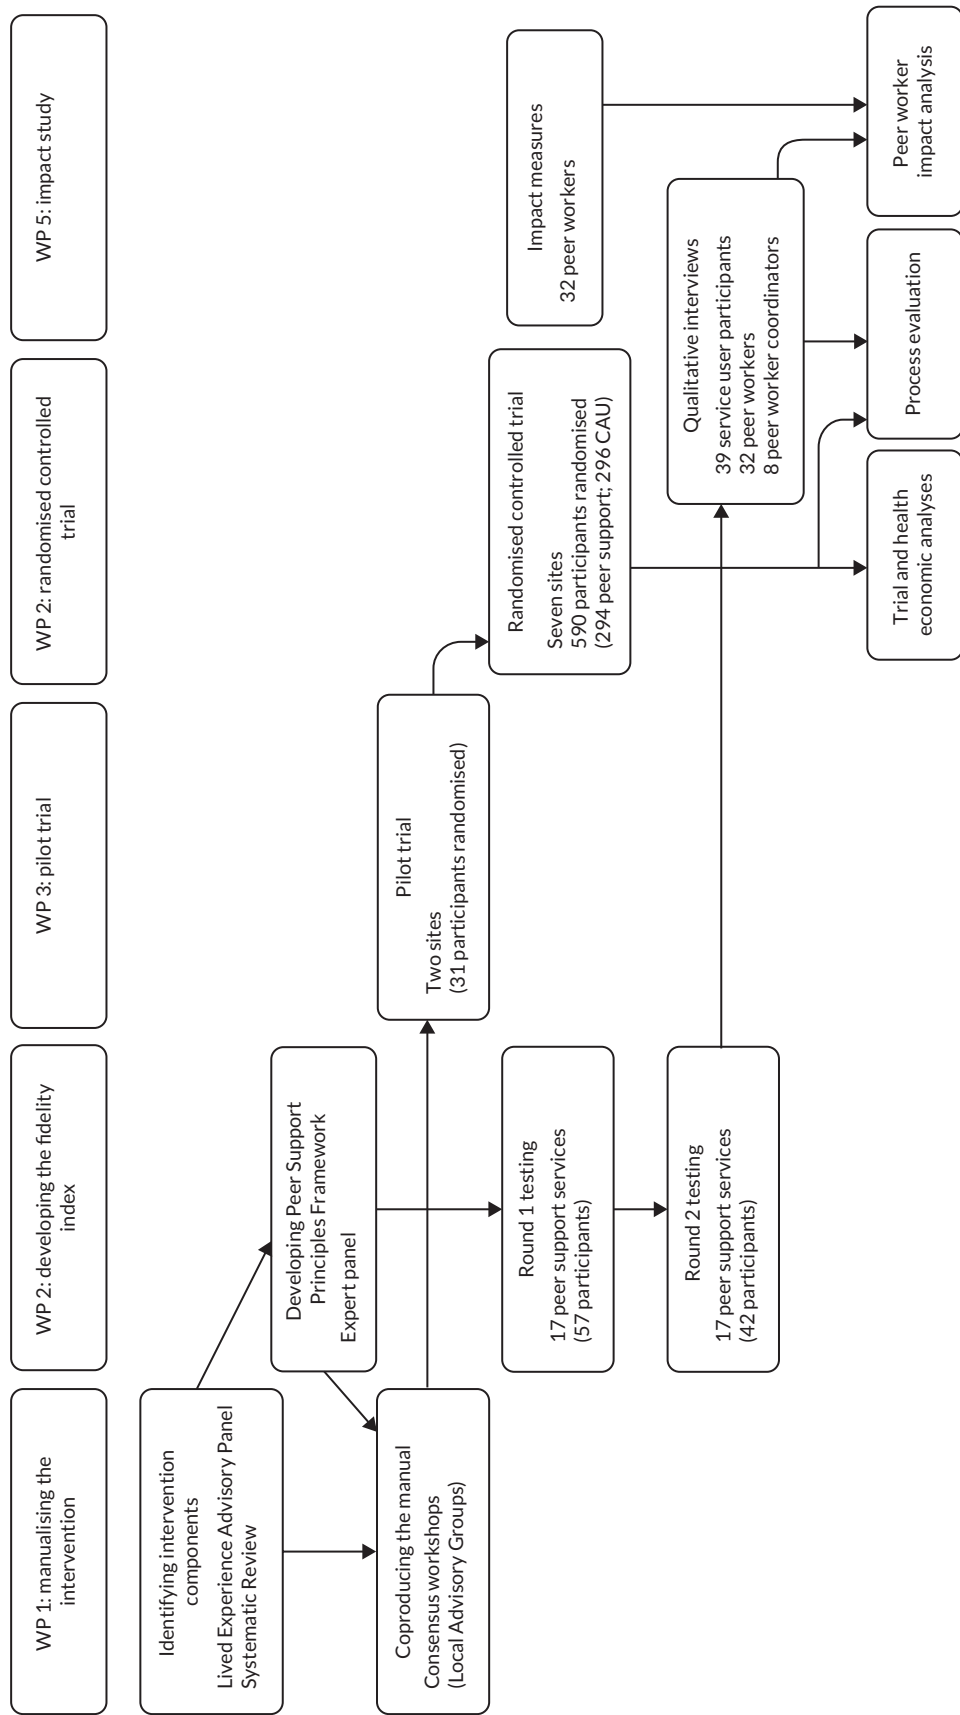 WP 1: manualising the
intervention
WP 2: developing the fidelity
index
WP 3: pilot trial
WP 2: randomised controlled
trial
WP 5: impact study
Identifying intervention
components
Lived Experience Advisory Panel
Systematic Review
Developing Peer Support
Principles Framework
Expert panel
Coproducing the manual
Consensus workshops
(Local Advisory Groups)
Pilot trial
Two sites
(31 participants randomised)
Round 1 testing
17 peer support services
(57 participants)
Randomised controlled trial
Seven sites
590 participants randomised
(294 peer support; 296 CAU)
Impact measures
32 peer workers
Round 2 testing
17 peer support services
(42 participants)
Qualitative interviews
39 service user participants
32 peer workers
8 peer worker coordinators
Trial and health
economic analyses
Process evaluation
Peer worker
impact analysis